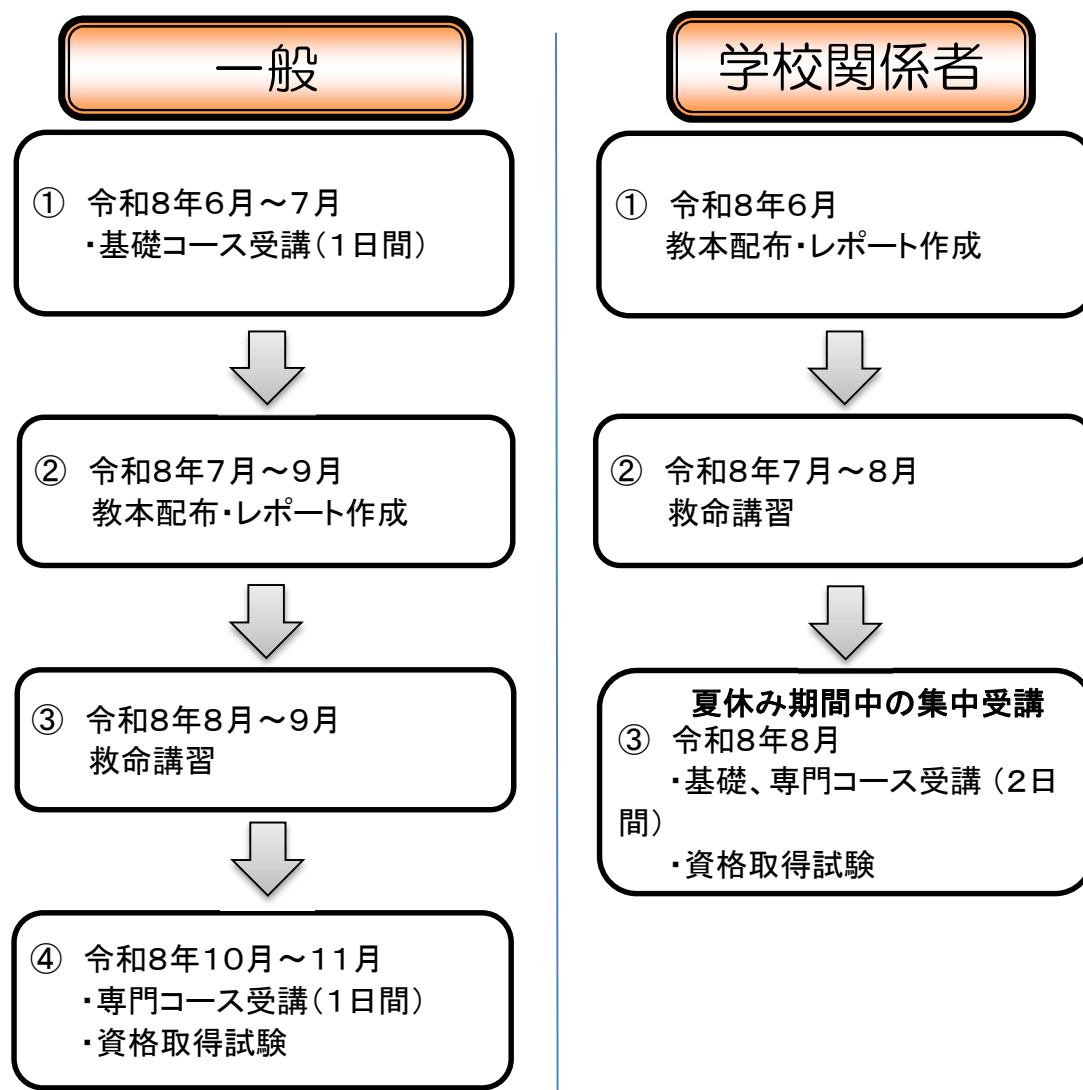 一般
① 令和8年6月～7月
・基礎コース受講（1日間）
② 令和8年7月～9月
教本配布・レポート作成
③ 令和8年8月～9月
救命講習
④ 令和8年10月～11月
・専門コース受講（1日間）
・資格取得試験
学校関係者
① 令和8年6月
教本配布・レポート作成
② 令和8年7月～8月
救命講習
夏休み期間中の集中受講
③ 令和8年8月
・基礎、専門コース受講（2日
間）
・資格取得試験